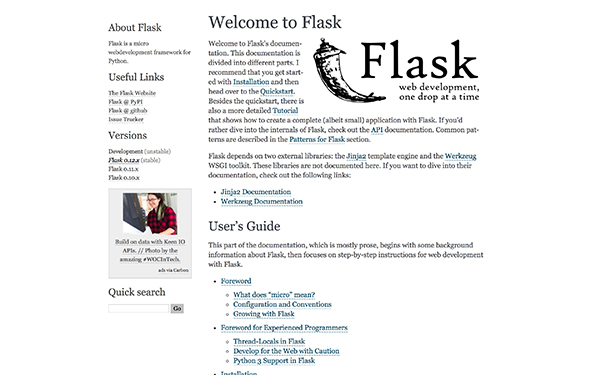 About Flask
Flask is a micro
webdevelopment framework for
Python.
Useful Links
The Flask Website
Flask @ PyPI
Flask @ github
Issue Tracker
Versions
Development (unstable)
Flask 0.12.x (stable)
Flask 0.11.x
Flask 0.10.x
Build on data with Keen IO
APIs. // Photo by the
amazing #WOCInTech.
ads via Carbon
Quick search
Go
Welcome to Flask
Welcome to Flask's documen-
tation. This documentation is
divided into different parts. I
recommend that you get start-
ed with Installation and then
head over to the Quickstart.
Besides the quickstart, there is
also a more detailed Tutorial
that shows how to create a complete (albeit small) application with Flask. If you'd
rather dive into the internals of Flask, check out the API documentation. Common pat-
terns are described in the Patterns for Flask section.
Flask
web development,
one drop at a time
Flask depends on two external libraries: the Jinja2 template engine and the Werkzeug
WSGI toolkit. These libraries are not documented here. If you want to dive into their
documentation, check out the following links:
• Jinja2 Documentation
• Werkzeug Documentation
User's Guide
This part of the documentation, which is mostly prose, begins with some background
information about Flask, then focuses on step-by-step instructions for web development
with Flask.
• Foreword
◦ What does "micro" mean?
◦ Configuration and Conventions
◦ Growing with Flask
• Foreword for Experienced Programmers
◦ Thread-Locals in Flask
◦ Develop for the Web with Caution
◦ Python 3 Support in Flask
• Installation